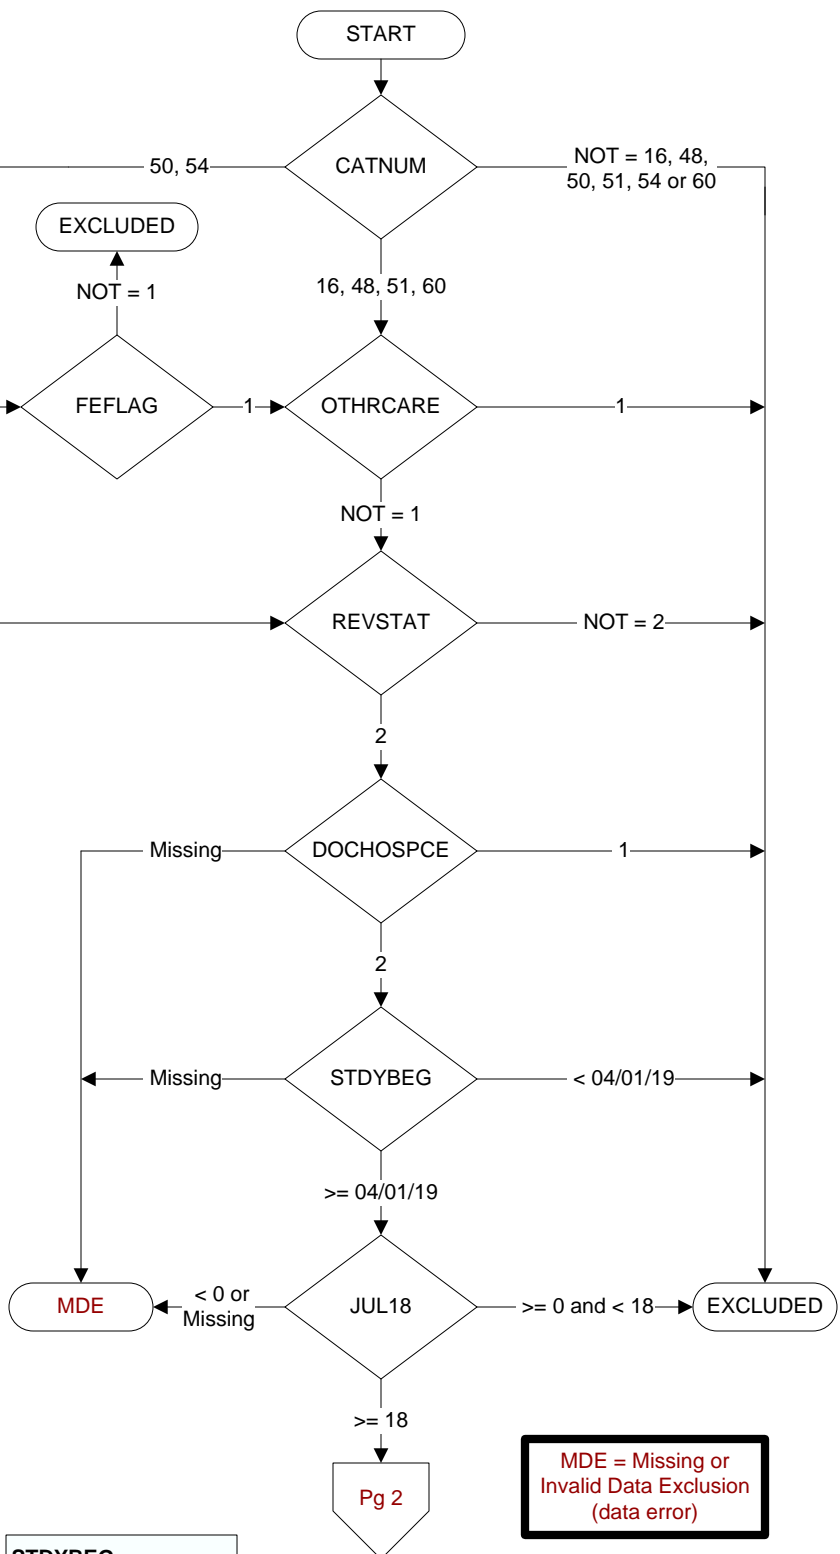 START
50, 54
CATNUM
NOT = 16, 48,
50, 51, 54 or 60
EXCLUDED
NOT = 1
16, 48, 51, 60
FEFLAG
1
OTHRCARE
1
NOT = 1
REVSTAT
NOT = 2
2
Missing
DOCHOSPCE
1
2
Missing
STDYBEG
< 04/01/19
>= 04/01/19
MDE
< 0 or
Missing
JUL18
>= 0 and < 18
EXCLUDED
>= 18
Pg 2
MDE = Missing or
Invalid Data Exclusion
(data error)
STDYBEG